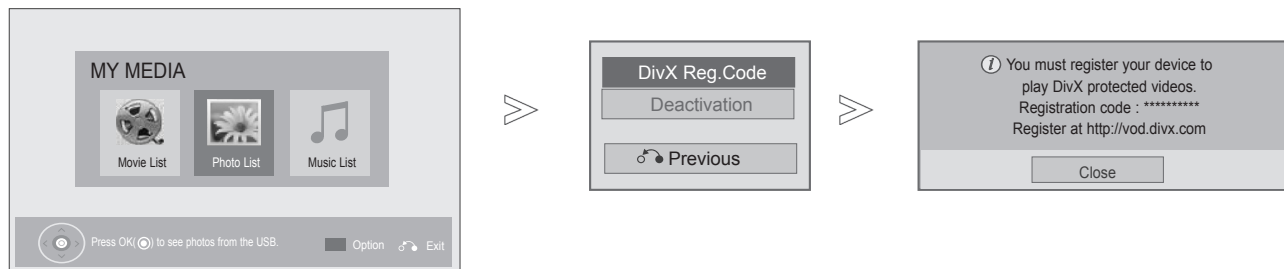 MY MEDIA
Movie List
Photo List
Music List
Press OK(◉) to see photos from the USB.
Option
Exit
DivX Reg.Code
Deactivation
Previous
You must register your device to
play DivX protected videos.
Registration code : **********
Register at http://vod.divx.com
Close